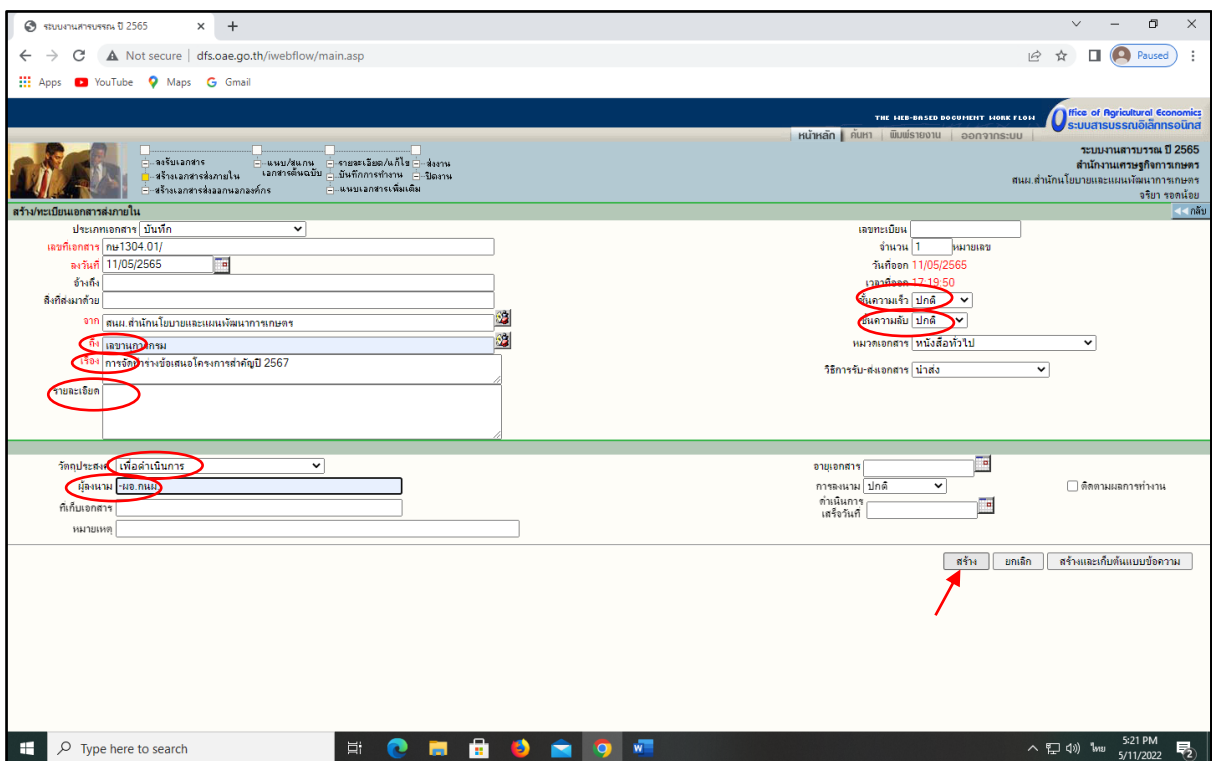 ระบบงานสารบรรณ ปี 2565
Not secure | dfs.oae.go.th/iwebflow/main.asp
Paused
Apps YouTube Maps Gmail
THE WEB-BASED DOCUMENT WORK FLOW
Office of Agricultural Economics
ระบบสารบรรณอิเล็กทรอนิกส์
หน้าหลัก ค้นหา พิมพ์รายงาน ออกจากระบบ
ระบบงานสารบรรณ ปี 2565
สำนักงานเศรษฐกิจการเกษตร
สนผ.สำนักนโยบายและแผนพัฒนาการเกษตร
จริยา รอดน้อย
ลงรับเอกสาร แนบ/สแกน รายละเอียด/แก้ไข ส่งงาน
สร้างเอกสารส่งภายใน เอกสารต้นฉบับ บันทึกการทำงาน ปิดงาน
สร้างเอกสารส่งออกนอกองค์กร แนบเอกสารเพิ่มเติม
สร้าง/ทะเบียนเอกสารส่งภายใน กลับ
ประเภทเอกสาร บันทึก เลขทะเบียน
เลขที่เอกสาร กษ1304.01/ จำนวน 1 หมายเลข
ลงวันที่ 11/05/2565 วันที่ออก 11/05/2565
อ้างถึง เวลาที่ออก 17:19:50
สิ่งที่ส่งมาด้วย ชั้นความเร็ว ปกติ
จาก สนผ.สำนักนโยบายและแผนพัฒนาการเกษตร ชั้นความลับ ปกติ
ถึง เลขานุการกรม หมวดเอกสาร หนังสือทั่วไป
เรื่อง การจัดทำร่างข้อเสนอโครงการสำคัญปี 2567 วิธีการรับ-ส่งเอกสาร นำส่ง
รายละเอียด
วัตถุประสงค์ เพื่อดำเนินการ อายุเอกสาร
ผู้ลงนาม -ผอ.กนผ. การลงนาม ปกติ ติดตามผลการทำงาน
ที่เก็บเอกสาร ดำเนินการ
เสร็จวันที่
หมายเหตุ
สร้าง ยกเลิก สร้างและเก็บต้นแบบข้อความ
Type here to search
ไทย 5:21 PM
5/11/2022
2